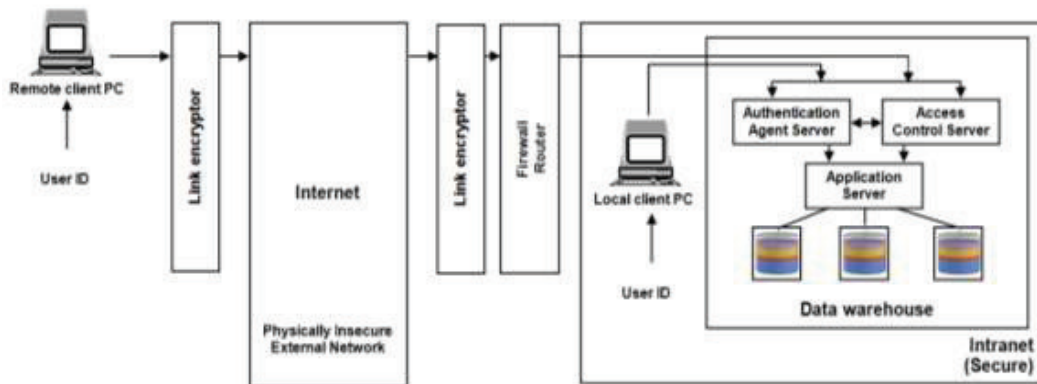 Remote client PC
User ID
Link encryptor
Internet
Physically Insecure
External Network
Link encryptor
Firewall
Router
Local client PC
User ID
Authentication
Agent Server
Access
Control Server
Application
Server
Data warehouse
Intranet
(Secure)